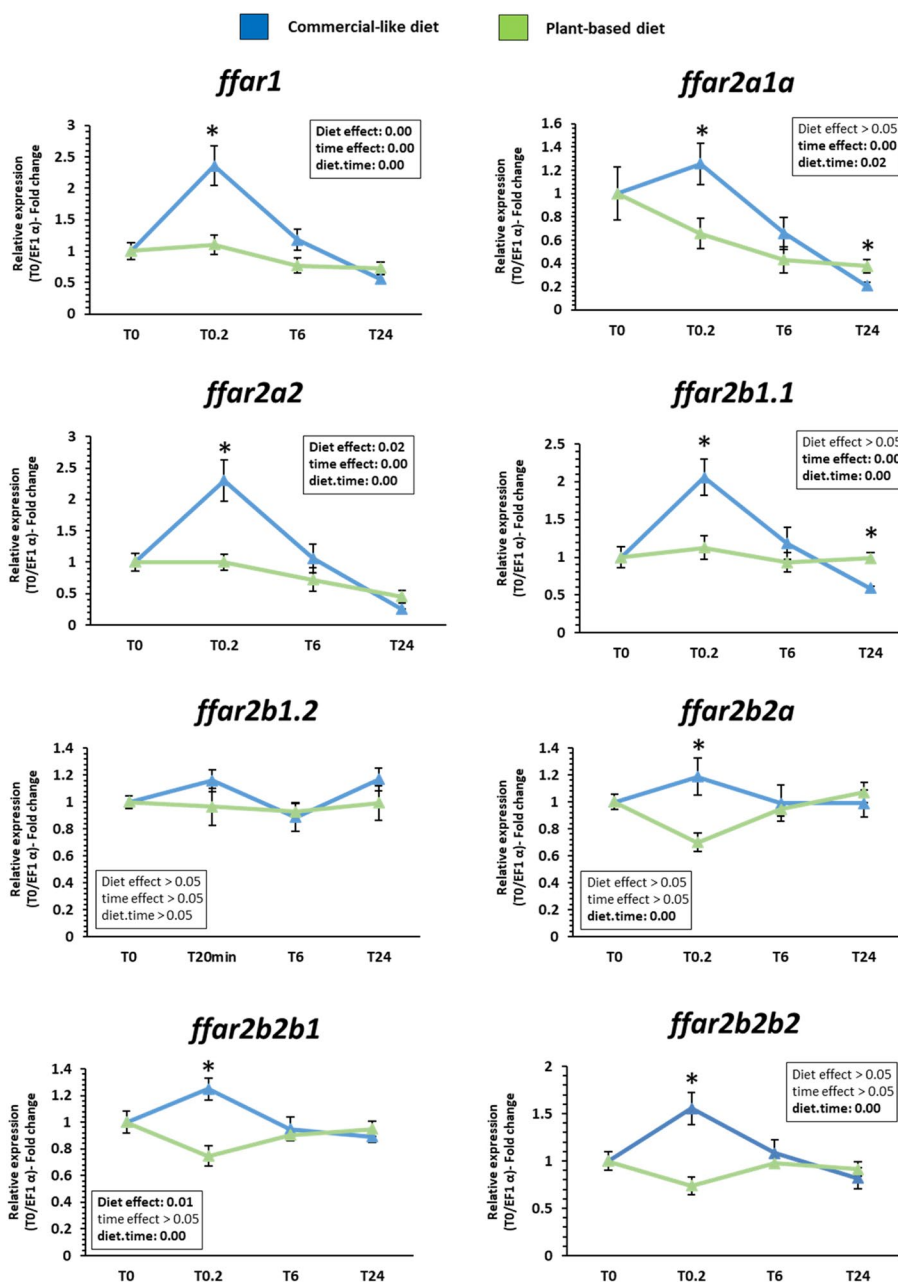 Commercial-like diet
Plant-based diet
ffar1
Relative expression
(T0/EF1 α)- Fold change
3
2.5
2
1.5
1
0.5
0
T0
T0.2
T6
T24
*
Diet effect: 0.00
time effect: 0.00
diet.time: 0.00
ffar2a1a
Relative expression
(T0/EF1 α)- Fold change
1.6
1.4
1.2
1
0.8
0.6
0.4
0.2
0
T0
T0.2
T6
T24
*
*
Diet effect > 0.05
time effect: 0.00
diet.time: 0.02
ffar2a2
Relative expression
(T0/EF1 α)- Fold change
3
2.5
2
1.5
1
0.5
0
T0
T0.2
T6
T24
*
Diet effect: 0.02
time effect: 0.00
diet.time: 0.00
ffar2b1.1
Relative expression
(T0/EF1 α)- Fold change
2.5
2
1.5
1
0.5
0
T0
T0.2
T6
T24
*
*
Diet effect > 0.05
time effect: 0.00
diet.time: 0.00
ffar2b1.2
Relative expression
(T0/EF1 α)- Fold change
1.4
1.2
1
0.8
0.6
0.4
0.2
0
T0
T20min
T6
T24
Diet effect > 0.05
time effect > 0.05
diet.time > 0.05
ffar2b2a
Relative expression
(T0/EF1 α)- Fold change
1.4
1.2
1
0.8
0.6
0.4
0.2
0
T0
T0.2
T6
T24
*
Diet effect > 0.05
time effect > 0.05
diet.time: 0.00
ffar2b2b1
Relative expression
(T0/EF1 α)- Fold change
1.4
1.2
1
0.8
0.6
0.4
0.2
0
T0
T0.2
T6
T24
*
Diet effect: 0.01
time effect > 0.05
diet.time: 0.00
ffar2b2b2
Relative expression
(T0/EF1 α)- Fold change
2
1.5
1
0.5
0
T0
T0.2
T6
T24
*
Diet effect > 0.05
time effect > 0.05
diet.time: 0.00